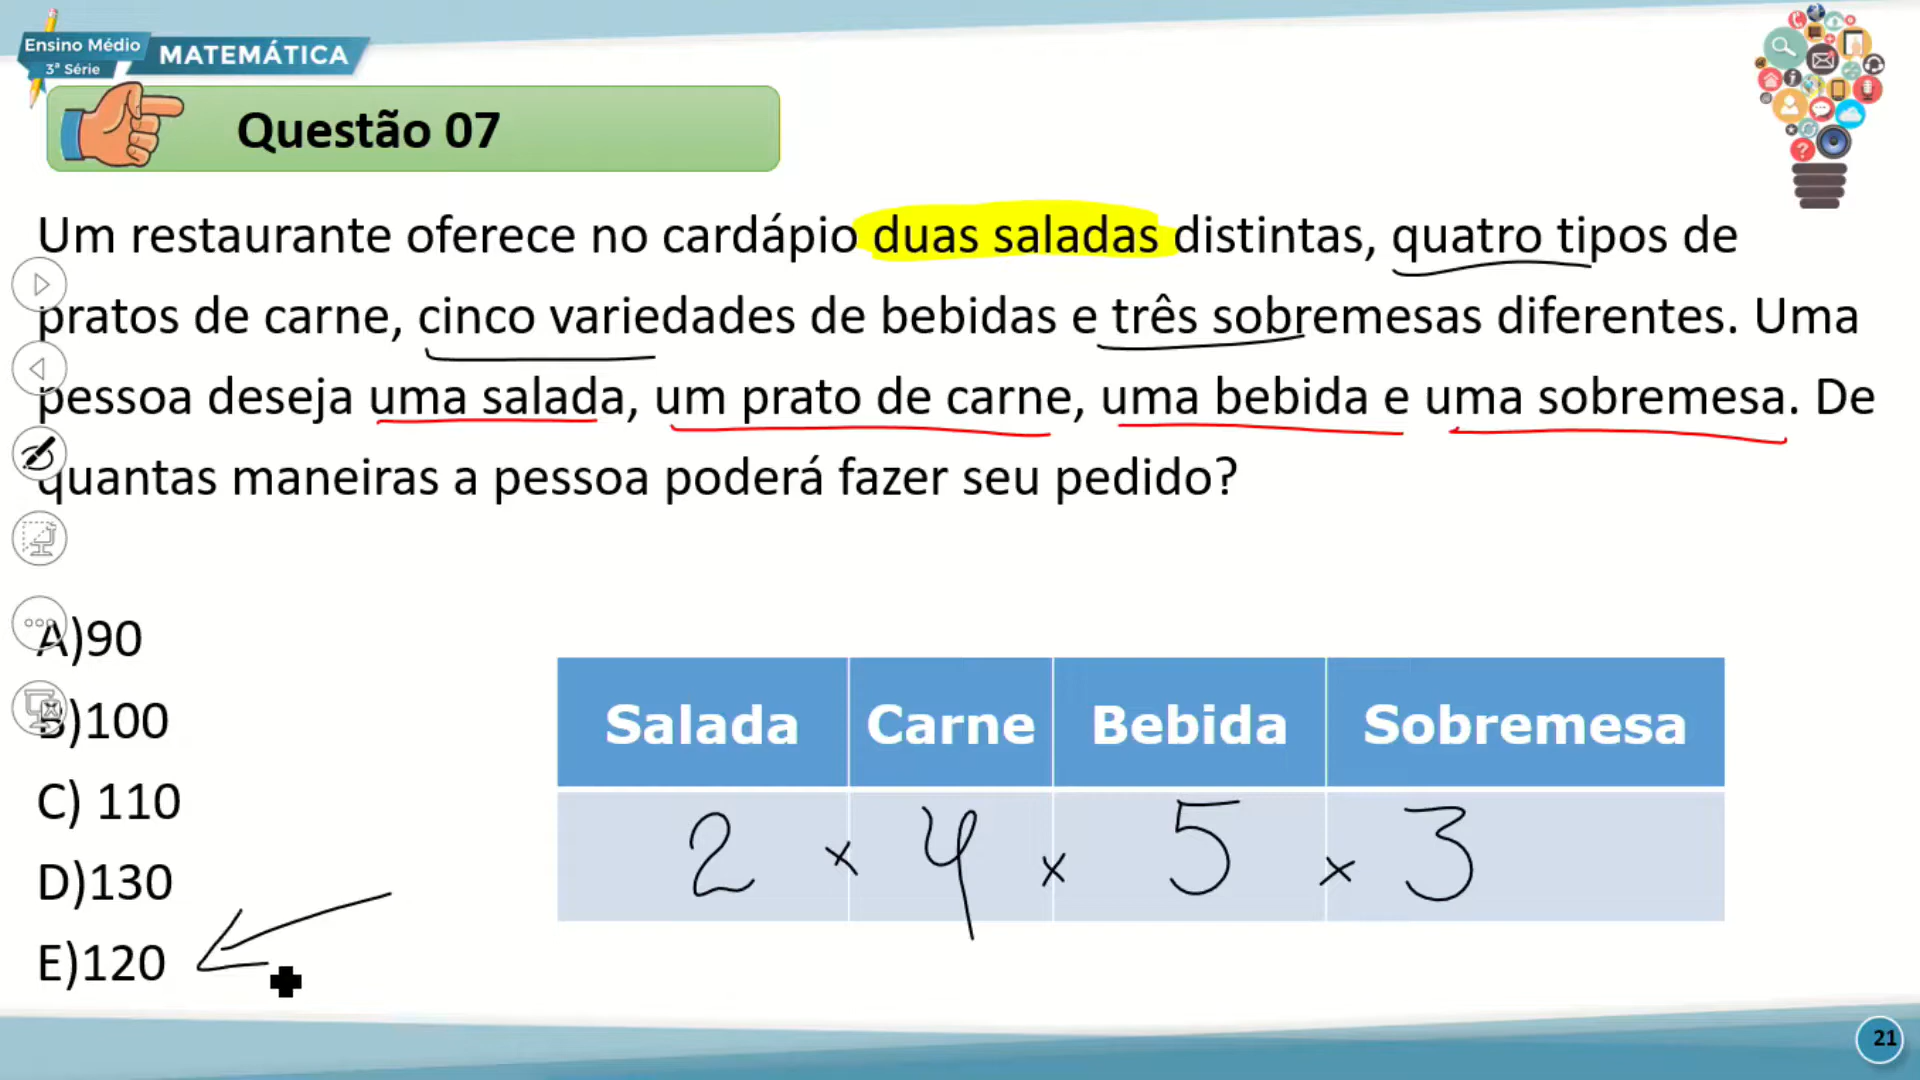 Ensino Médio
3ª Série
MATEMÁTICA
Questão 07
Um restaurante oferece no cardápio duas saladas distintas, quatro tipos de
pratos de carne, cinco variedades de bebidas e três sobremesas diferentes. Uma
pessoa deseja uma salada, um prato de carne, uma bebida e uma sobremesa. De
quantas maneiras a pessoa poderá fazer seu pedido?
A)90
B)100
C) 110
D)130
E)120
Salada Carne Bebida Sobremesa
2 × 4 × 5 × 3
21